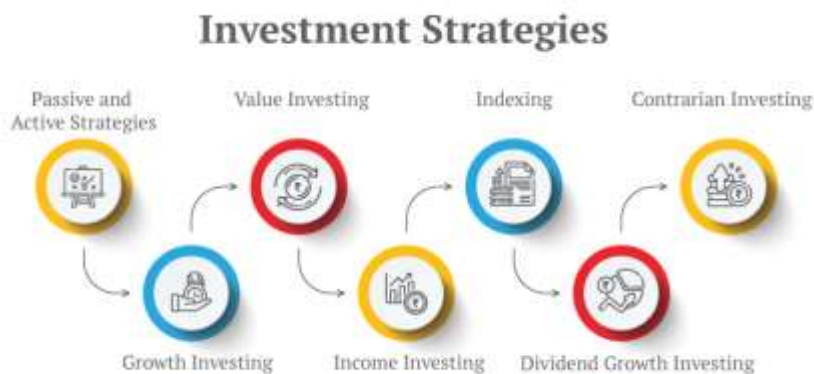 Investment Strategies
Passive and
Active Strategies
Growth Investing
Value Investing
Income Investing
Indexing
Dividend Growth Investing
Contrarian Investing